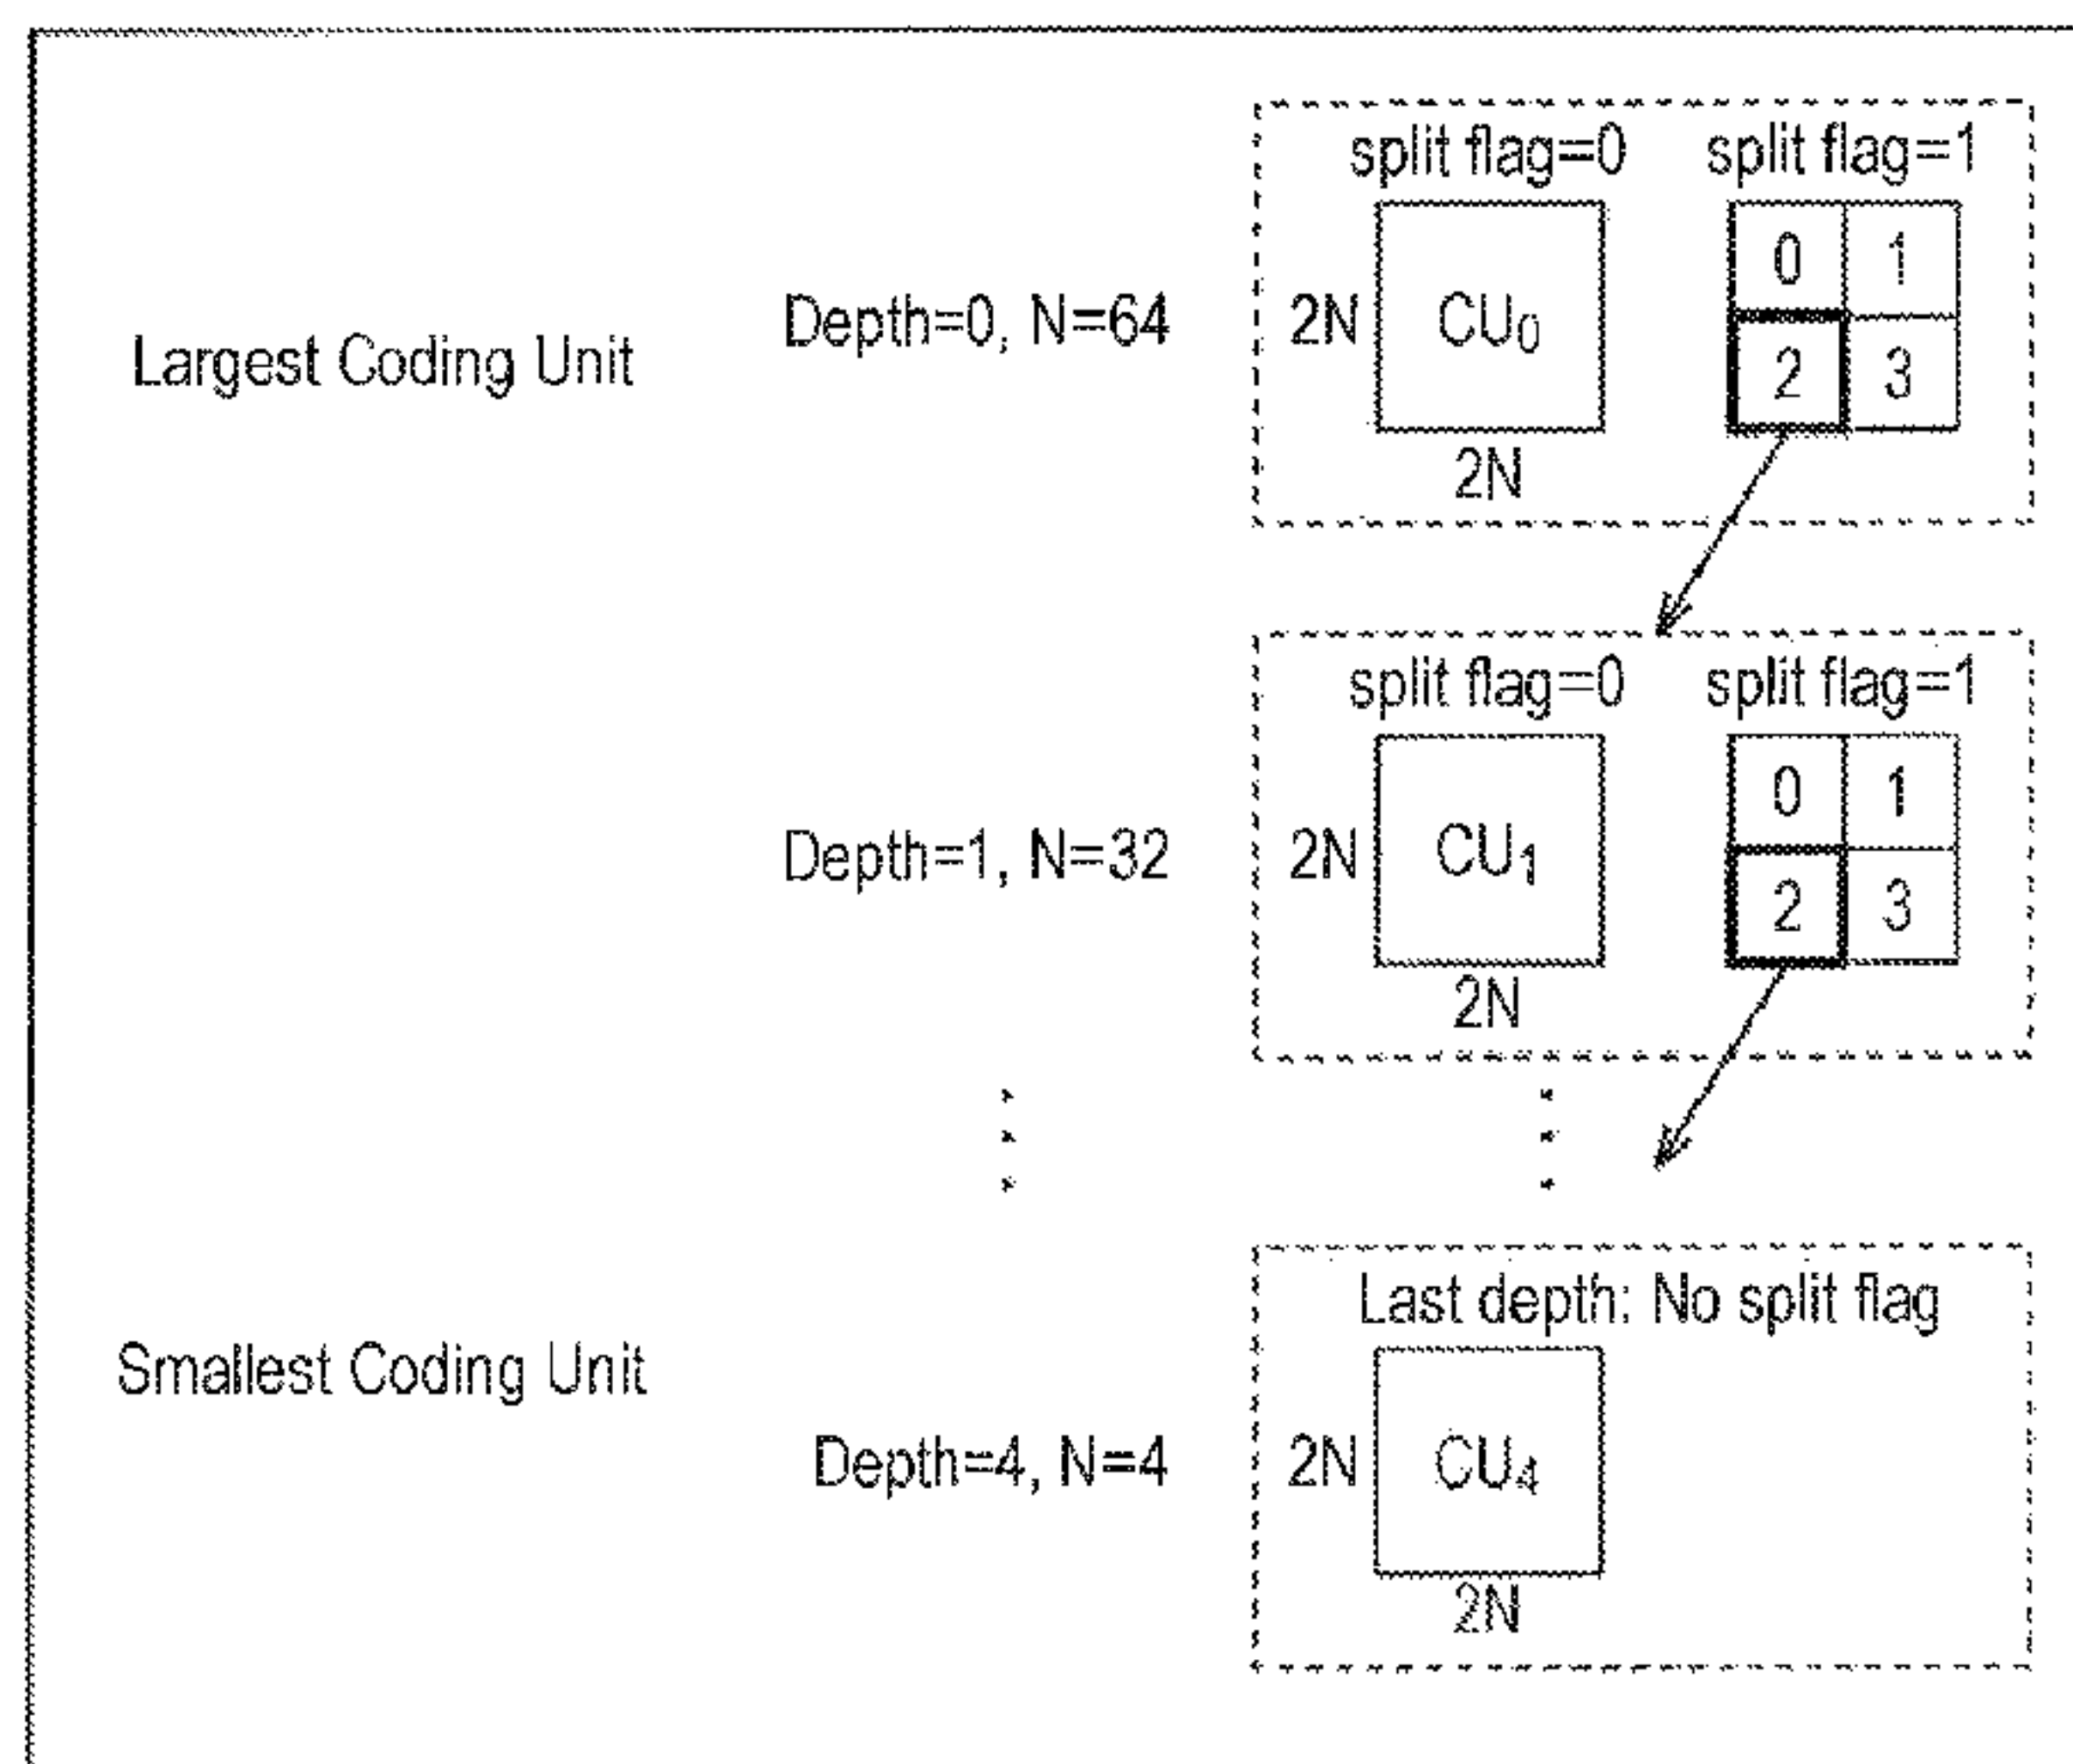 split flag=0 split flag=1
0 1
Largest Coding Unit
Depth=0, N=64
2N
CU₀
2 3
2N
split flag=0 split flag=1
0 1
Depth=1, N=32
2N
CU₁
2 3
2N
Last depth: No split flag
Smallest Coding Unit
Depth=4, N=4
2N
CU₄
2N